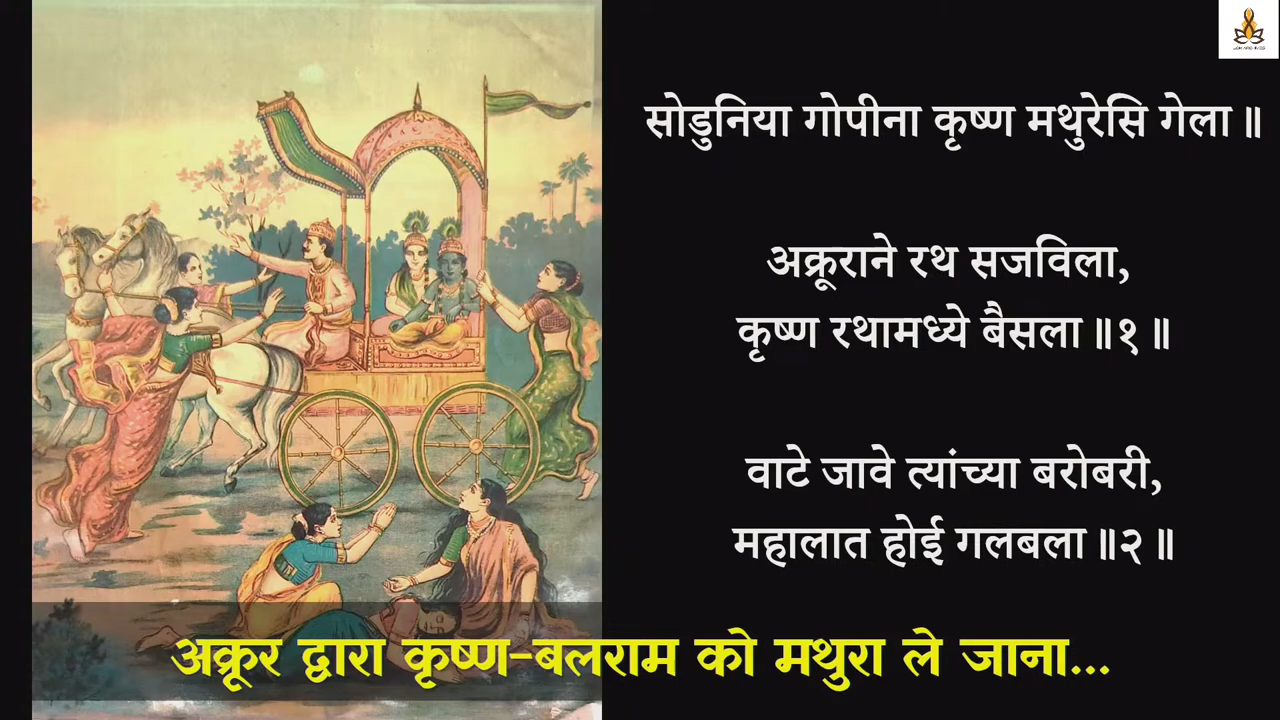 सोडुनिया गोपीना कृष्ण मथुरेसि गेला ॥
अक्रूराने रथ सजविला,
कृष्ण रथामध्ये बैसला ॥१॥
वाटे जावे त्यांच्या बरोबरी,
महालात होई गलबला ॥२॥
अक्रूर द्वारा कृष्ण-बलराम को मथुरा ले जाना...